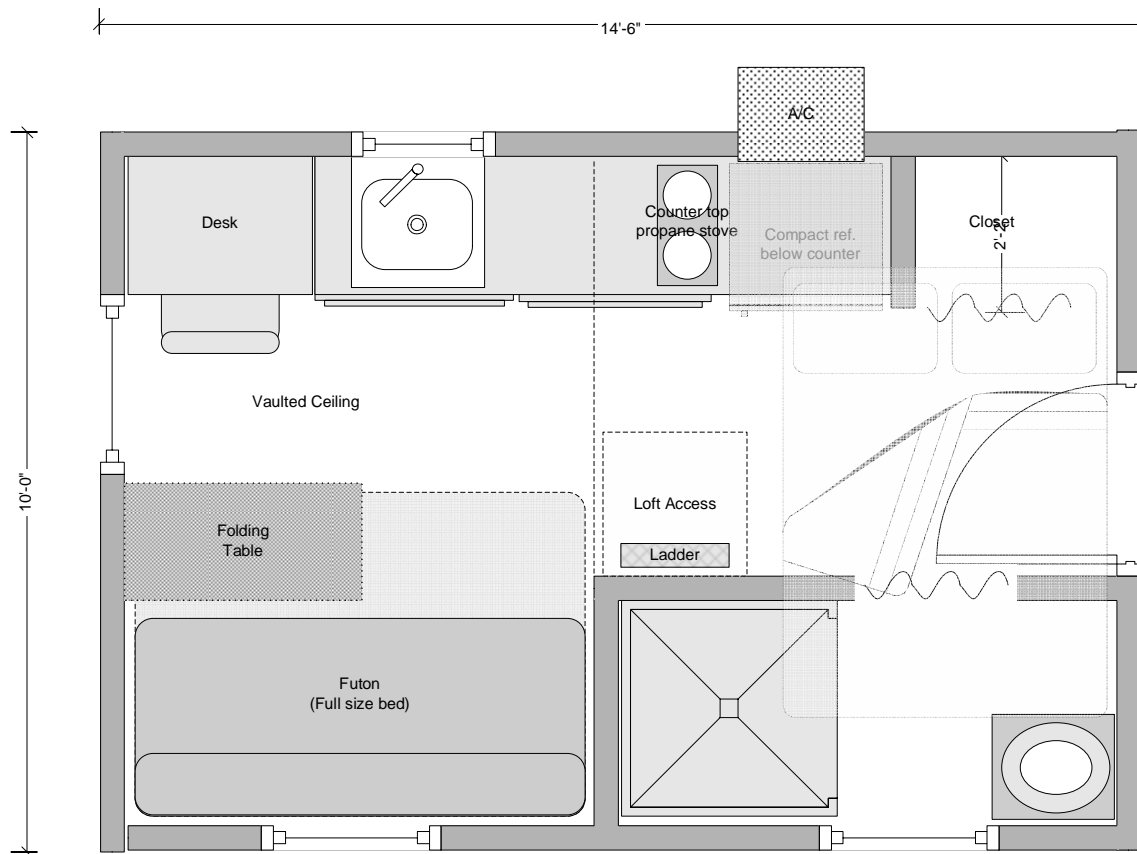 14'-6"
A/C
Desk
Counter top
propane stove
Compact ref.
below counter
Closet
2'-2"
Vaulted Ceiling
10'-0"
Loft Access
Folding
Table
Ladder
Futon
(Full size bed)